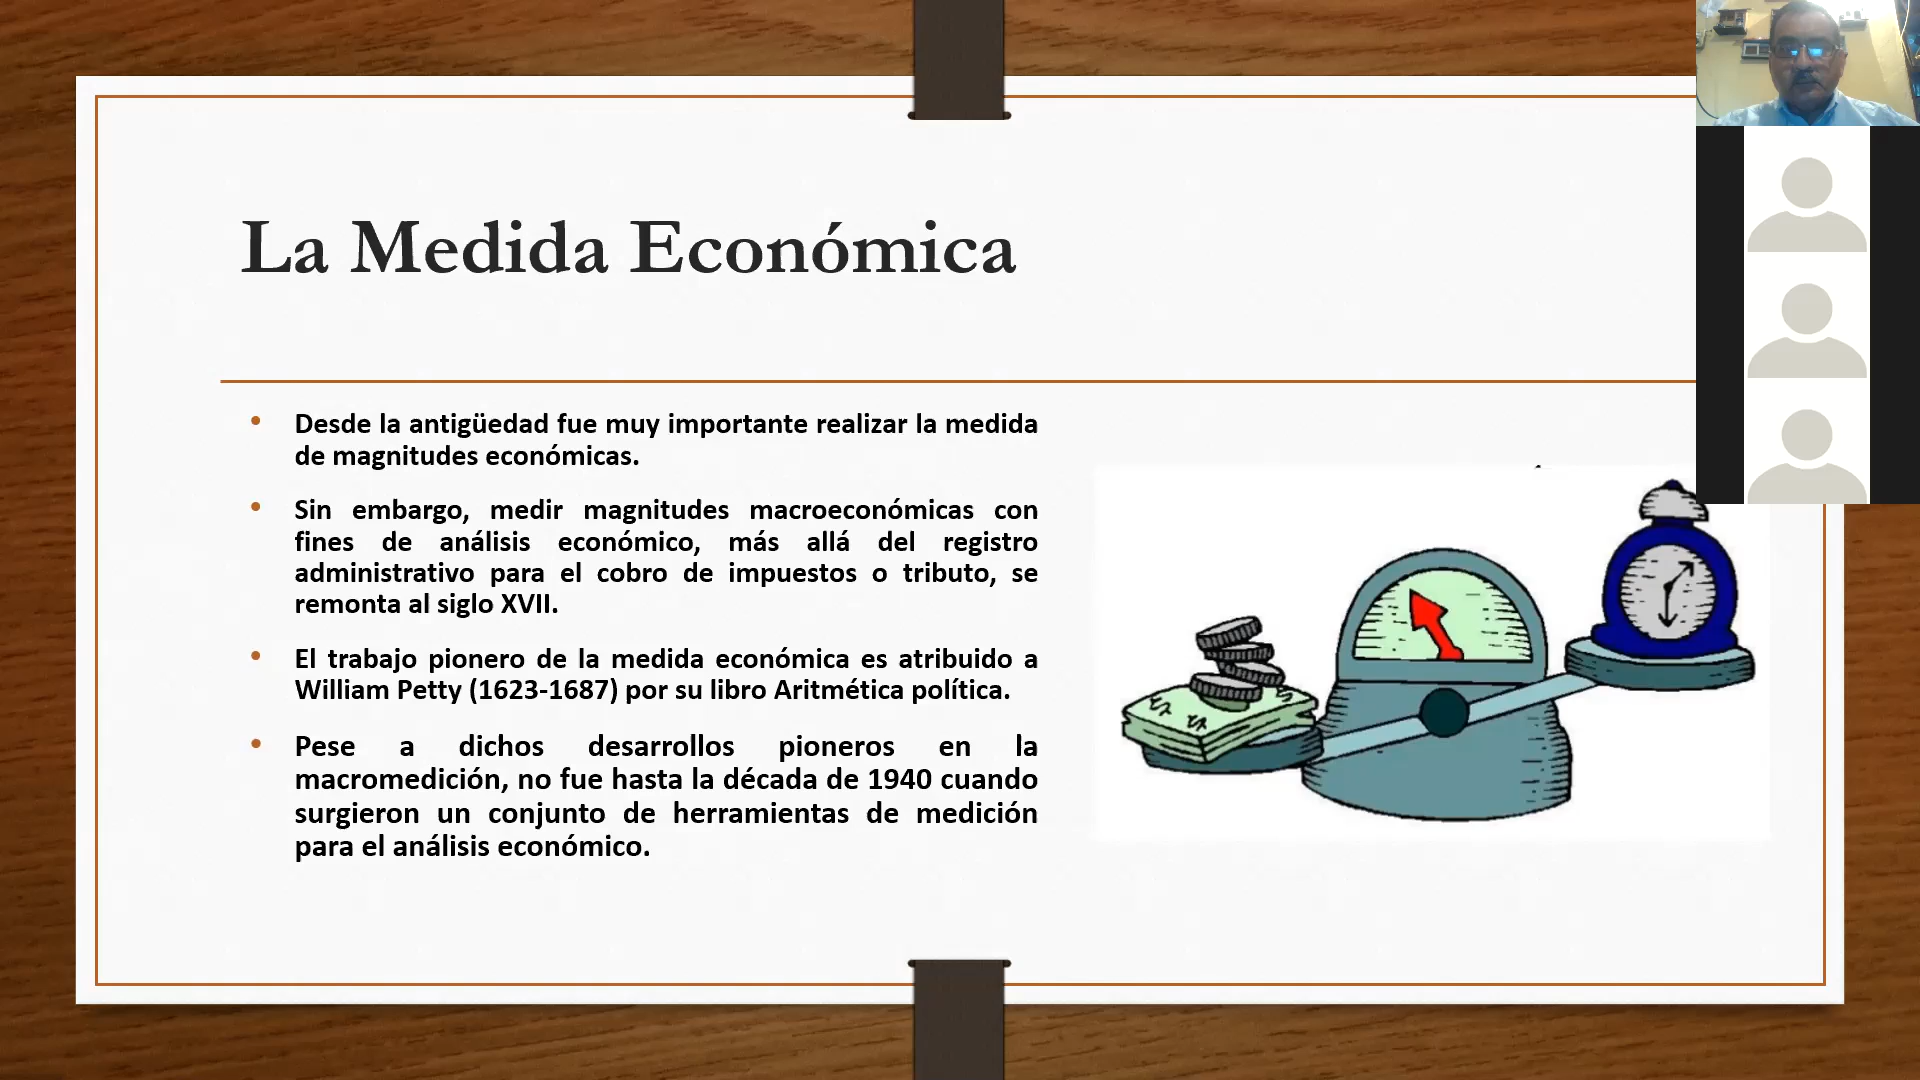 La Medida Económica
• Desde la antigüedad fue muy importante realizar la medida
de magnitudes económicas.
• Sin embargo, medir magnitudes macroeconómicas con
fines de análisis económico, más allá del registro
administrativo para el cobro de impuestos o tributo, se
remonta al siglo XVII.
• El trabajo pionero de la medida económica es atribuido a
William Petty (1623-1687) por su libro Aritmética política.
• Pese a dichos desarrollos pioneros en la
macromedición, no fue hasta la década de 1940 cuando
surgieron un conjunto de herramientas de medición
para el análisis económico.